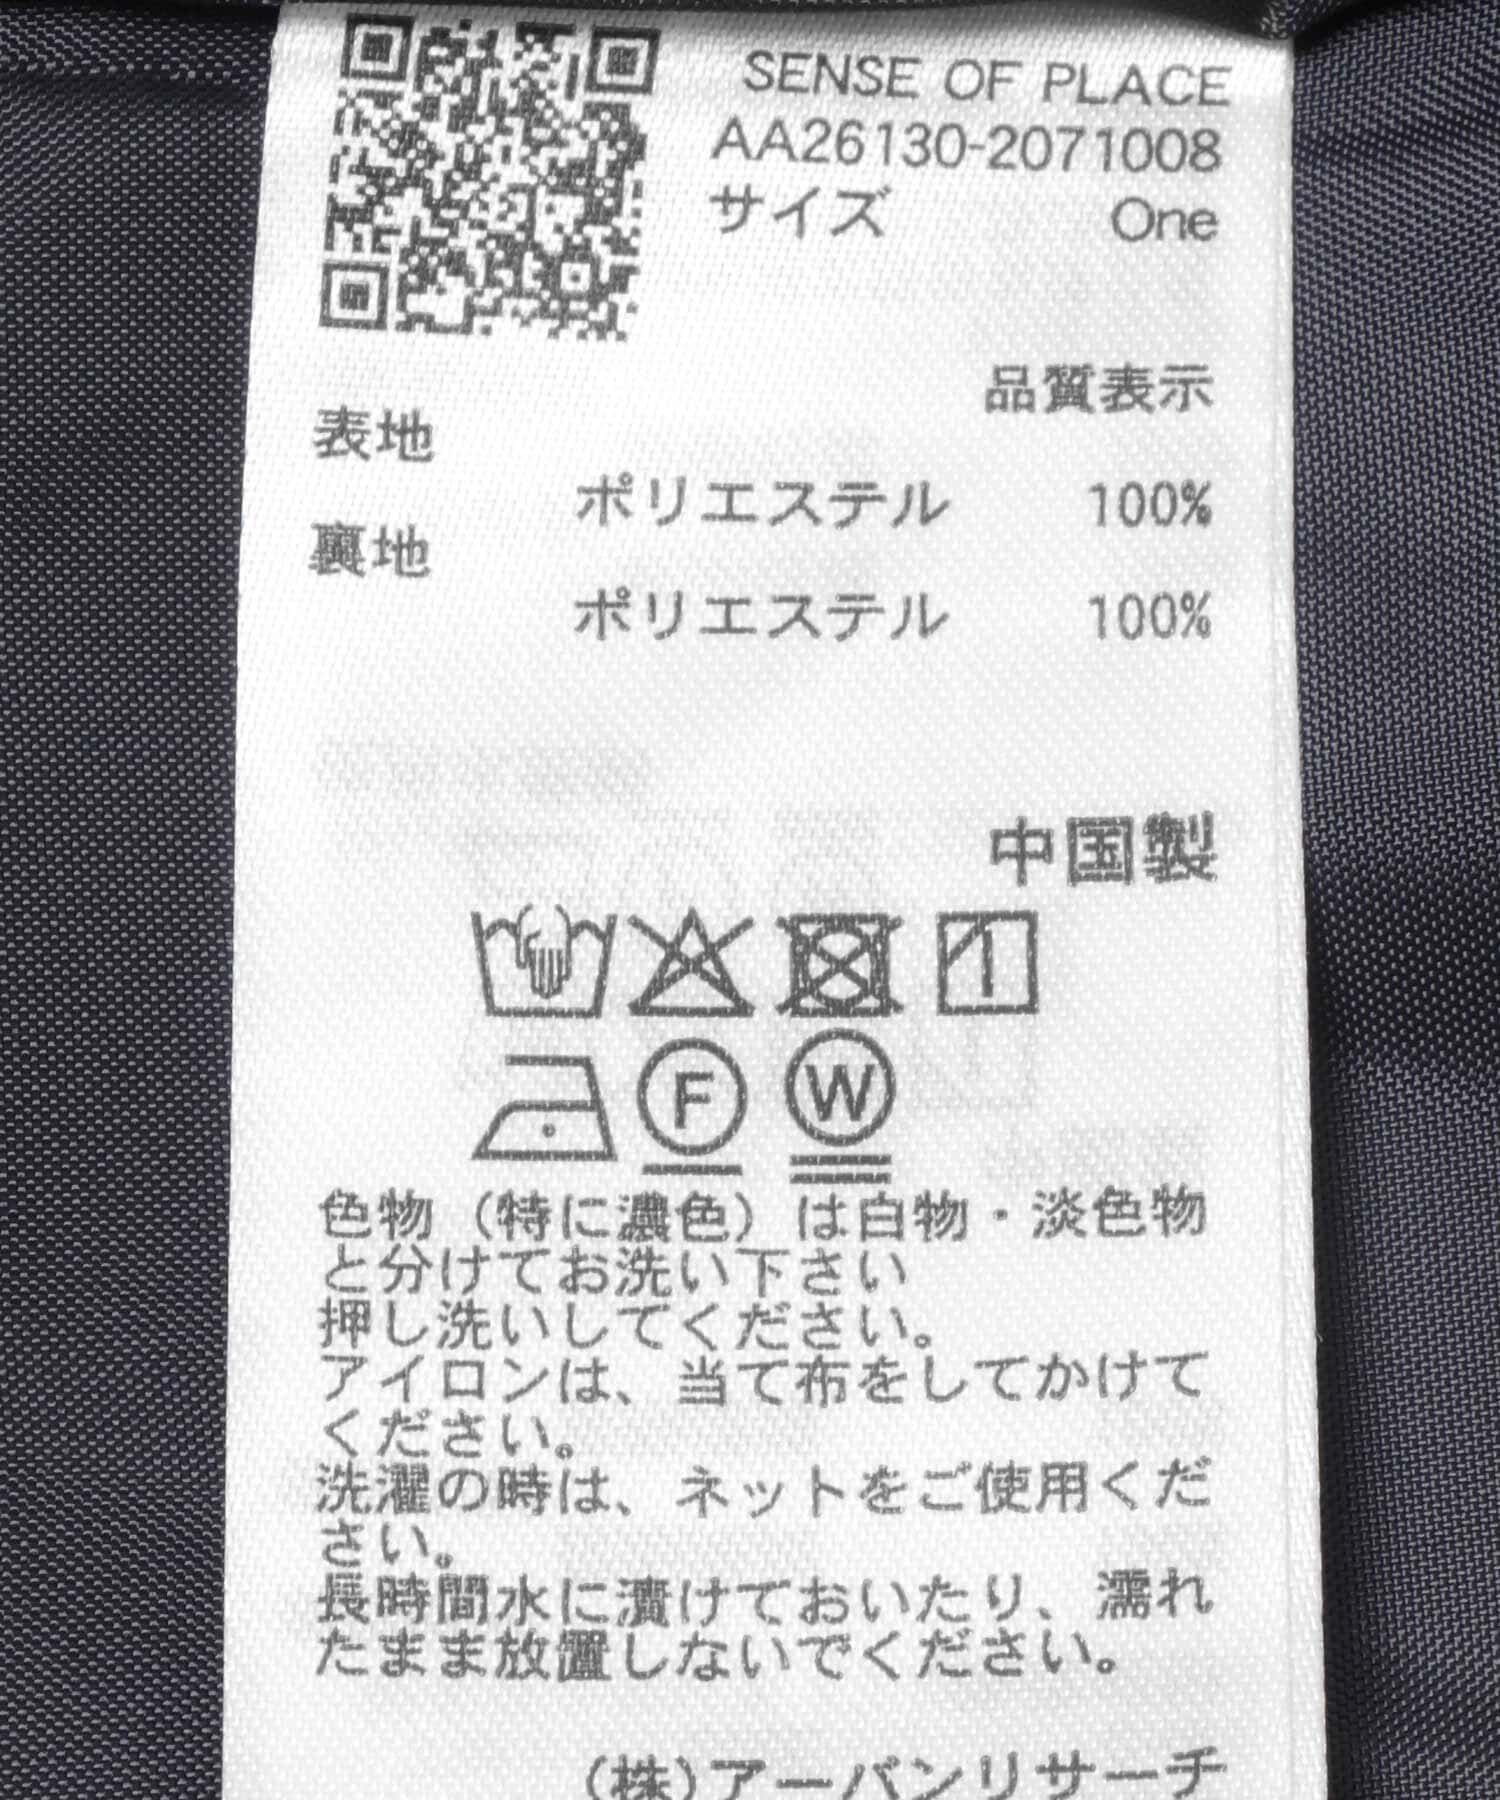 SENSE OF PLACE
AA26130-2071008
サイズ One
品質表示
表地
ポリエステル 100%
裏地
ポリエステル 100%
中国製
F W
色物（特に濃色）は白物・淡色物
と分けてお洗い下さい
押し洗いしてください。
アイロンは、当て布をしてかけて
ください。
洗濯の時は、ネットをご使用くだ
さい。
長時間水に漬けておいたり、濡れ
たまま放置しないでください。
(株)アーバンリサーチ